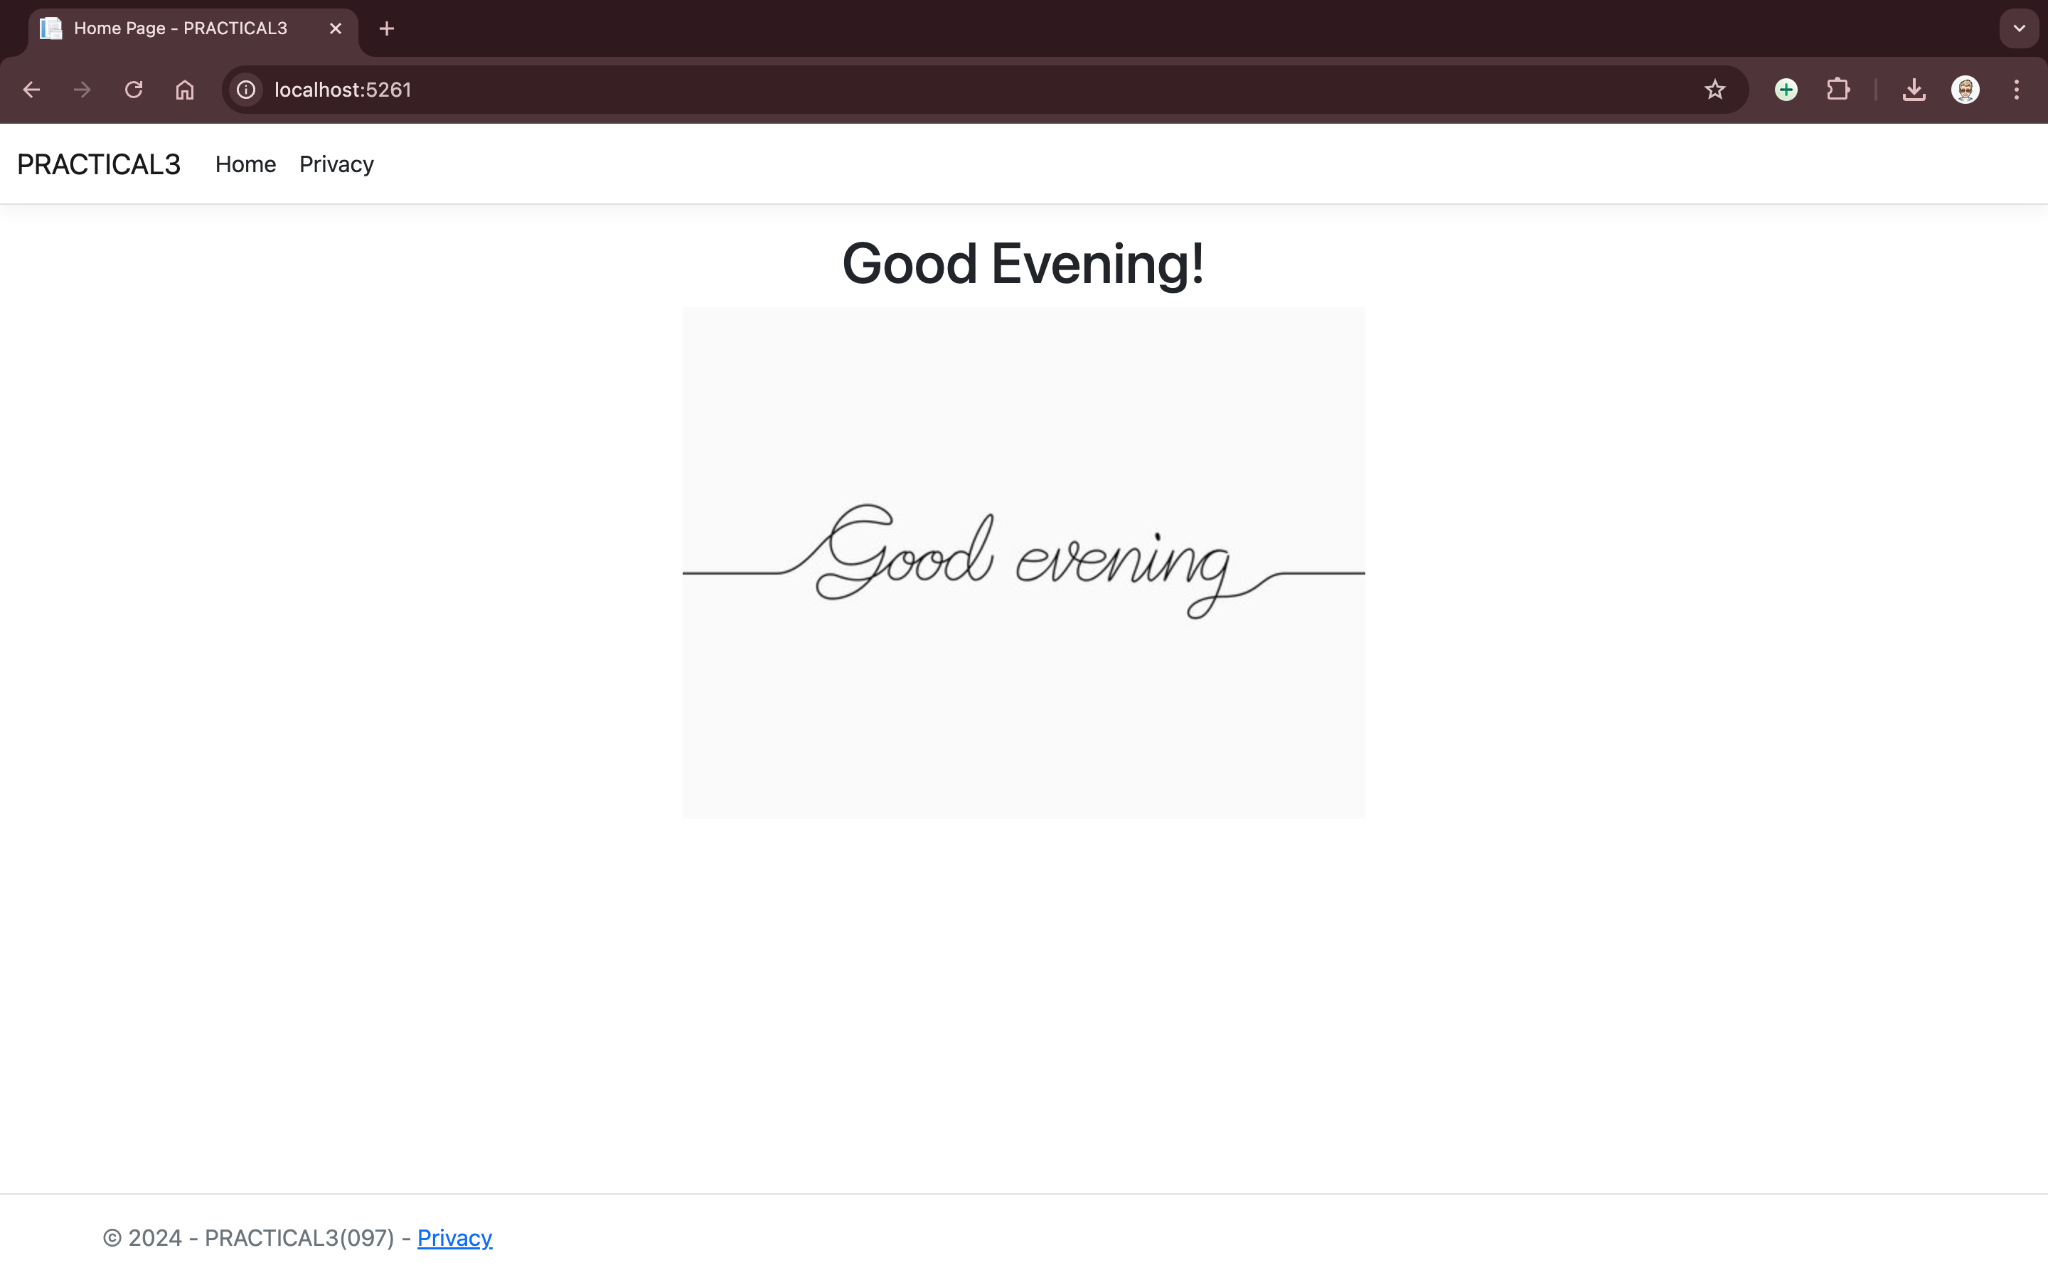 Home Page - PRACTICAL3
localhost:5261
PRACTICAL3 Home Privacy
Good Evening!
Good evening
© 2024 - PRACTICAL3(097) - Privacy